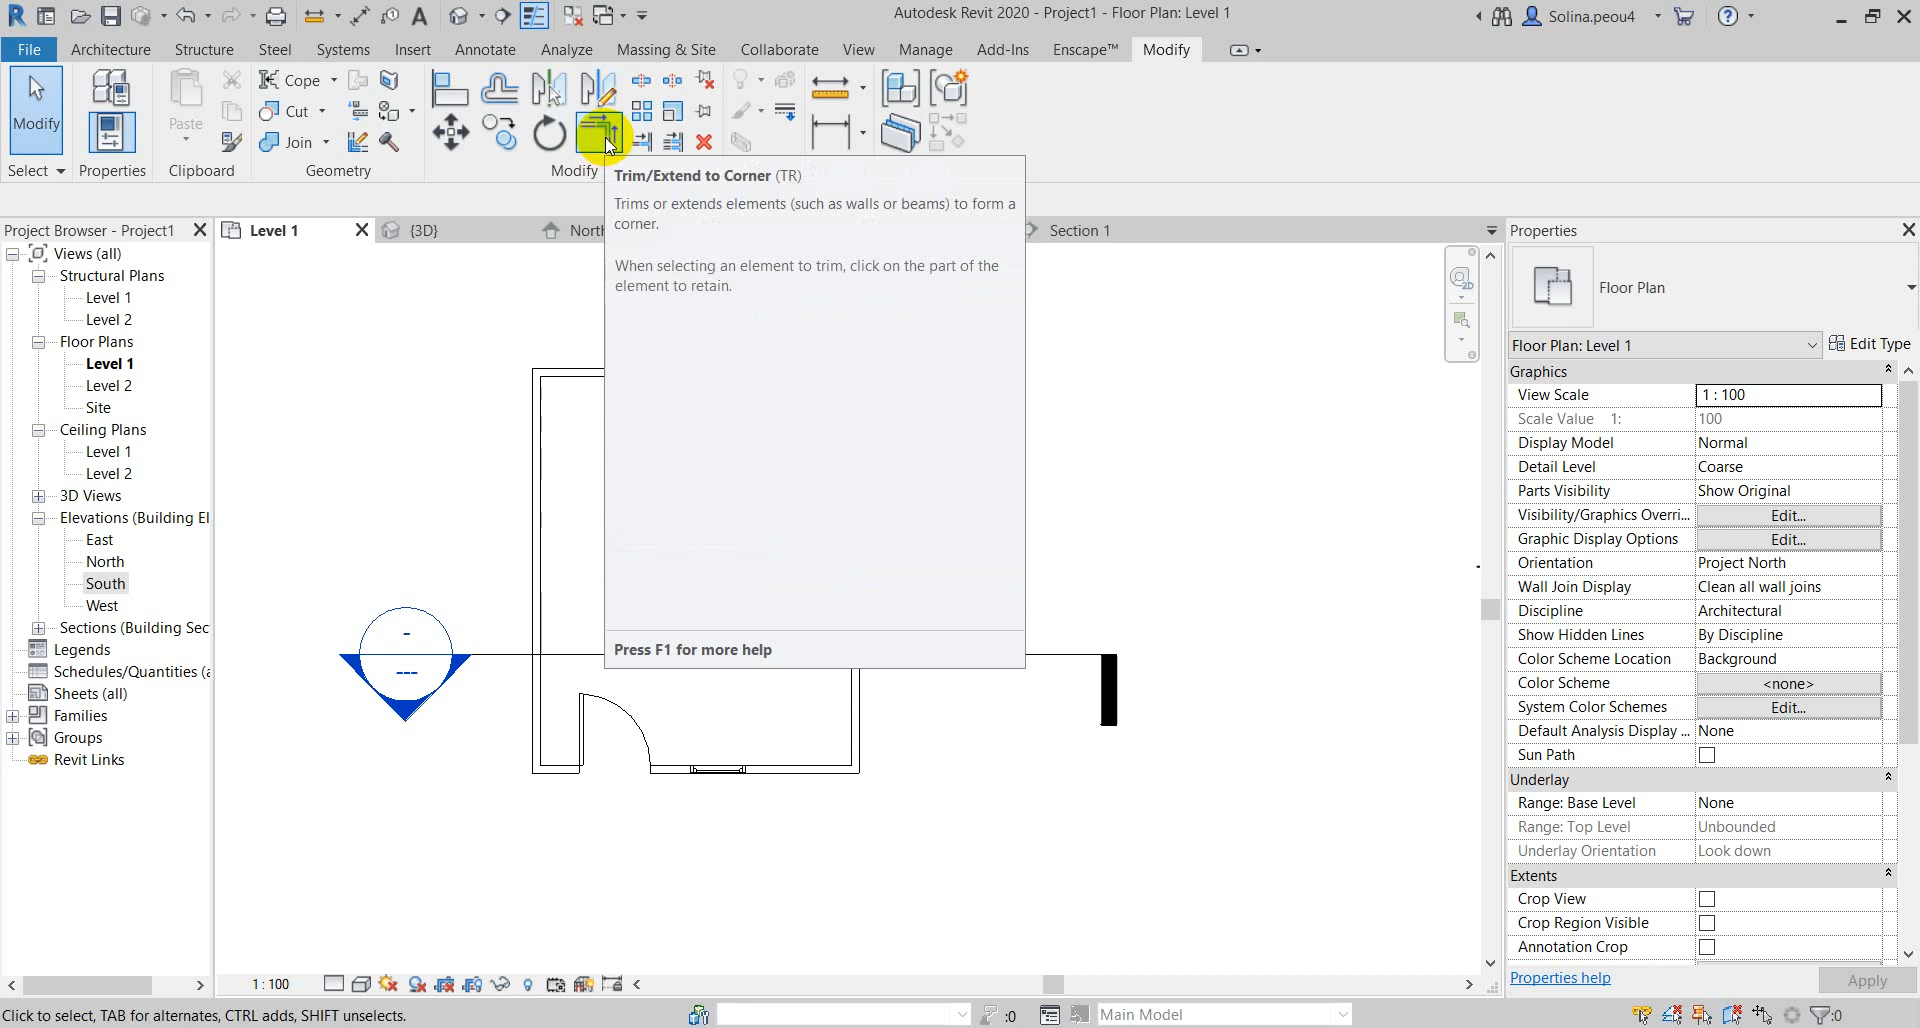 Autodesk Revit 2020 - Project1 - Floor Plan: Level 1
Solina.peou4
File
Architecture
Structure
Steel
Systems
Insert
Annotate
Analyze
Massing & Site
Collaborate
View
Manage
Add-Ins
Enscape™
Modify
Modify
Paste
Cope
Cut
Join
Select
Properties
Clipboard
Geometry
Modify
Trim/Extend to Corner (TR)
Trims or extends elements (such as walls or beams) to form a
corner.
When selecting an element to trim, click on the part of the
element to retain.
Press F1 for more help
Project Browser - Project1
Level 1
{3D}
Section 1
Views (all)
Structural Plans
Level 1
Level 2
Floor Plans
Level 1
Level 2
Site
Ceiling Plans
Level 1
Level 2
3D Views
Elevations (Building El
East
North
South
West
Sections (Building Sec
Legends
Schedules/Quantities (a
Sheets (all)
Families
Groups
Revit Links
2D
-
---
Properties
Floor Plan
Floor Plan: Level 1
Edit Type
Graphics
View Scale 1 : 100
Scale Value 1: 100
Display Model Normal
Detail Level Coarse
Parts Visibility Show Original
Visibility/Graphics Overri... Edit...
Graphic Display Options Edit...
Orientation Project North
Wall Join Display Clean all wall joins
Discipline Architectural
Show Hidden Lines By Discipline
Color Scheme Location Background
Color Scheme <none>
System Color Schemes Edit...
Default Analysis Display ... None
Sun Path
Underlay
Range: Base Level None
Range: Top Level Unbounded
Underlay Orientation Look down
Extents
Crop View
Crop Region Visible
Annotation Crop
Properties help
Apply
1 : 100
Click to select, TAB for alternates, CTRL adds, SHIFT unselects.
:0
Main Model
:0